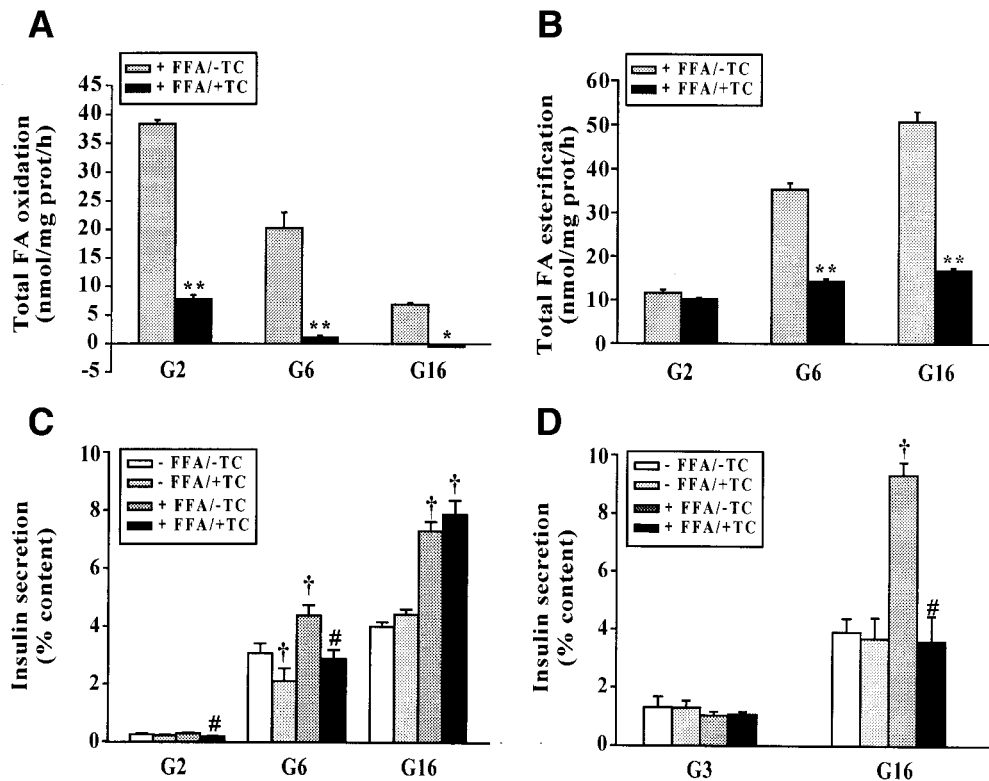 A
+ FFA/-TC
+ FFA/+TC
Total FA oxidation
(nmol/mg prot/h)
45
40
35
30
25
20
15
10
5
0
-5
**
**
*
G2
G6
G16
B
+ FFA/-TC
+ FFA/+TC
Total FA esterification
(nmol/mg prot/h)
60
50
40
30
20
10
0
**
**
G2
G6
G16
C
- FFA/-TC
- FFA/+TC
+ FFA/-TC
+ FFA/+TC
Insulin secretion
(% content)
10
8
6
4
2
0
#
†
†
#
†
†
G2
G6
G16
D
- FFA/-TC
- FFA/+TC
+ FFA/-TC
+ FFA/+TC
Insulin secretion
(% content)
10
8
6
4
2
0
†
#
G3
G16